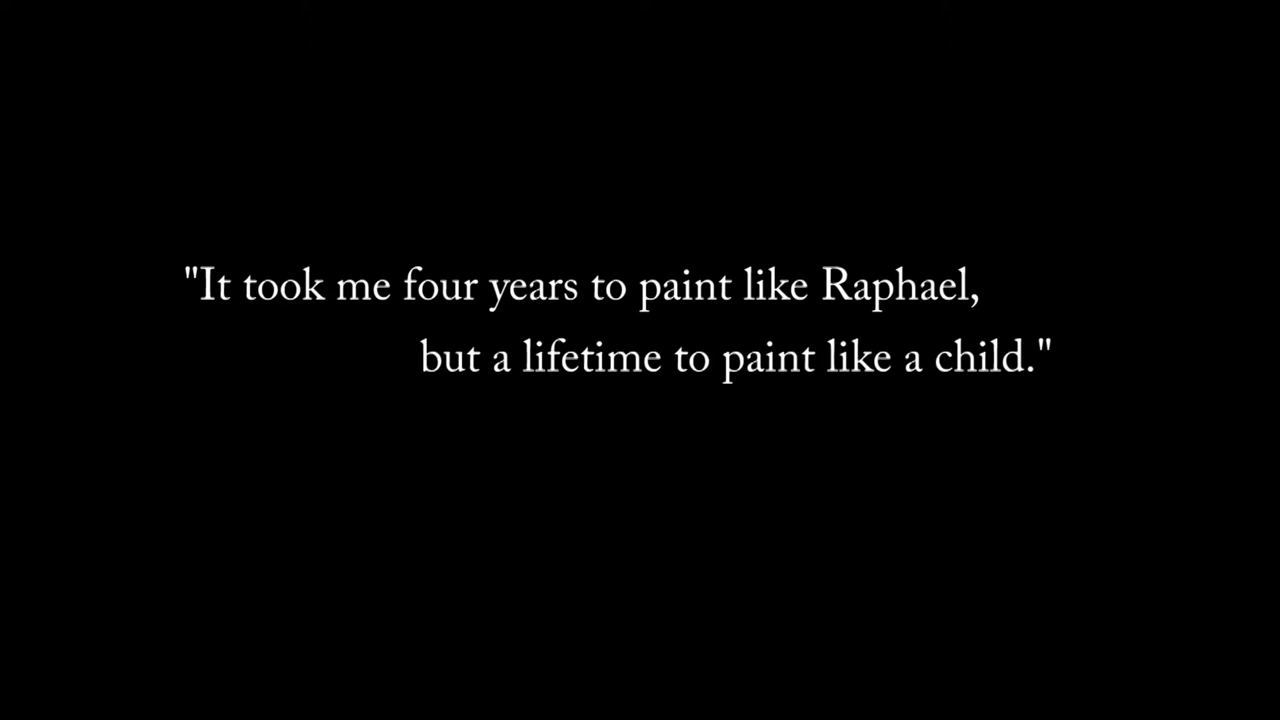 "It took me four years to paint like Raphael,
but a lifetime to paint like a child."